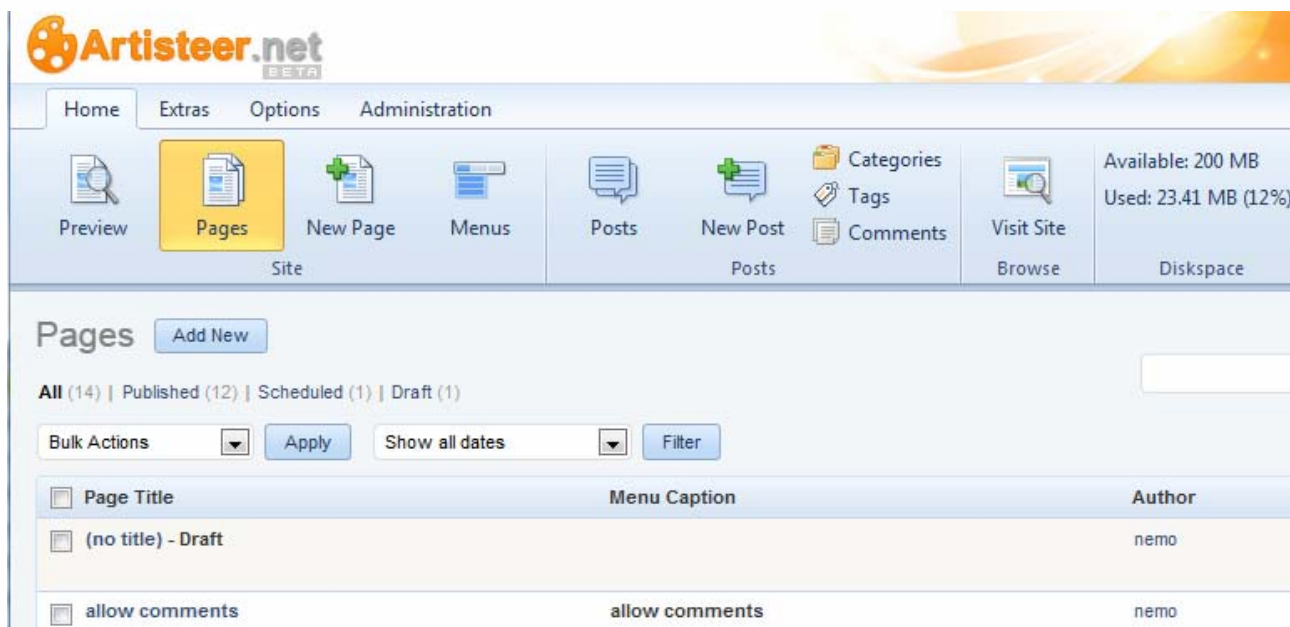 Artisteer.net
BETA
Home Extras Options Administration
Preview Pages New Page Menus
Site
Posts New Post
Categories
Tags
Comments
Posts
Visit Site
Browse
Available: 200 MB
Used: 23.41 MB (12%)
Diskspace
Pages Add New
All (14) | Published (12) | Scheduled (1) | Draft (1)
Bulk Actions Apply Show all dates Filter
Page Title Menu Caption Author
(no title) - Draft nemo
allow comments allow comments nemo